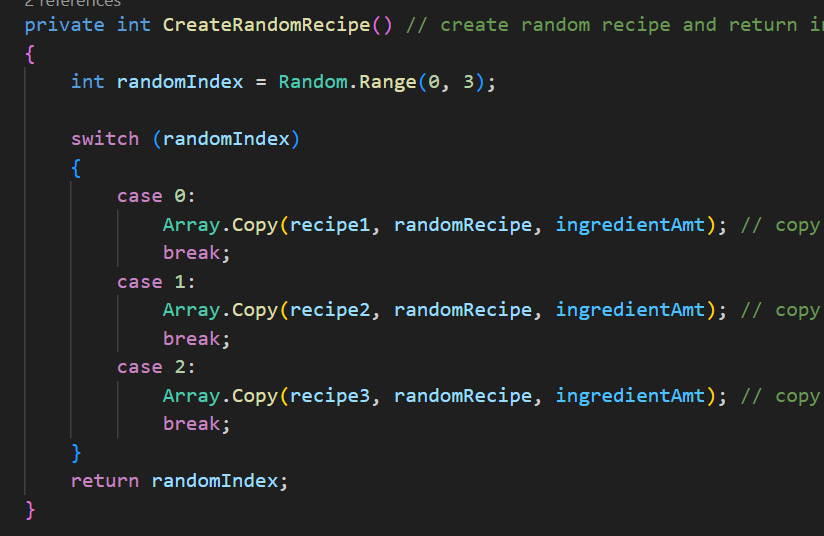 2 references
private int CreateRandomRecipe() // create random recipe and return
{
int randomIndex = Random.Range(0, 3);
switch (randomIndex)
{
case 0:
Array.Copy(recipe1, randomRecipe, ingredientAmt); // copy
break;
case 1:
Array.Copy(recipe2, randomRecipe, ingredientAmt); // copy
break;
case 2:
Array.Copy(recipe3, randomRecipe, ingredientAmt); // copy
break;
}
return randomIndex;
}